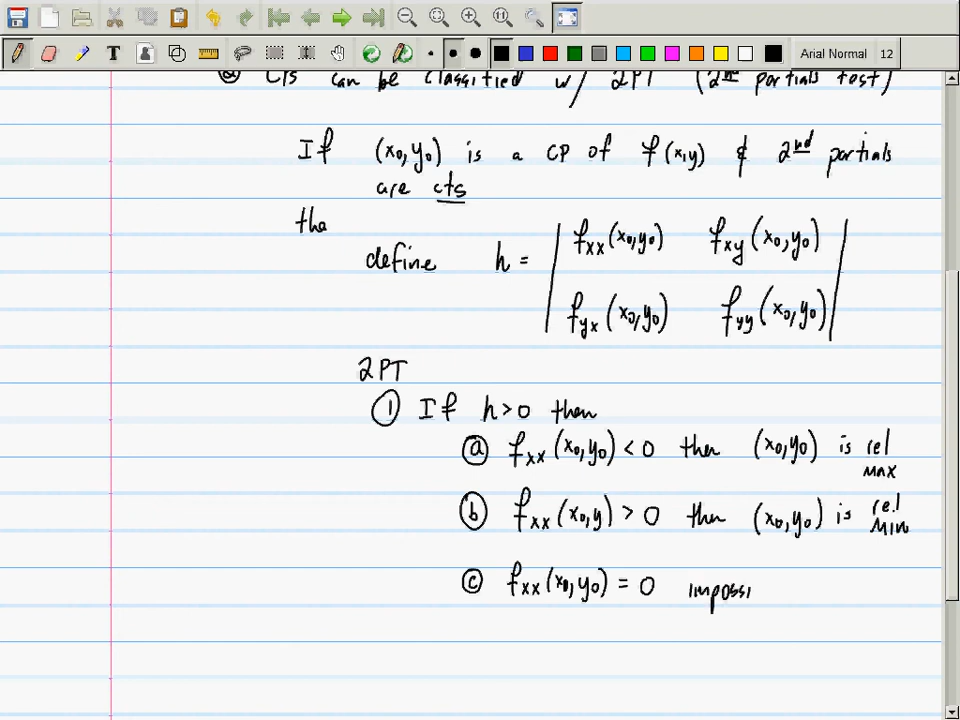 Arial Normal 12
② CPs can be classified w/ 2PT (2nd partials test)
If (x₀,y₀) is a CP of f(x,y) & 2nd partials
are cts
the
define h = | fxx(x₀,y₀) fxy(x₀,y₀) |
| fyx(x₀,y₀) fyy(x₀,y₀) |
2PT
① If h>0 then
ⓐ fxx(x₀,y₀) < 0 then (x₀,y₀) is rel
max
ⓑ fxx(x₀,y) > 0 then (x₀,y₀) is rel
min
ⓒ fxx(x₀,y₀) = 0 impossi